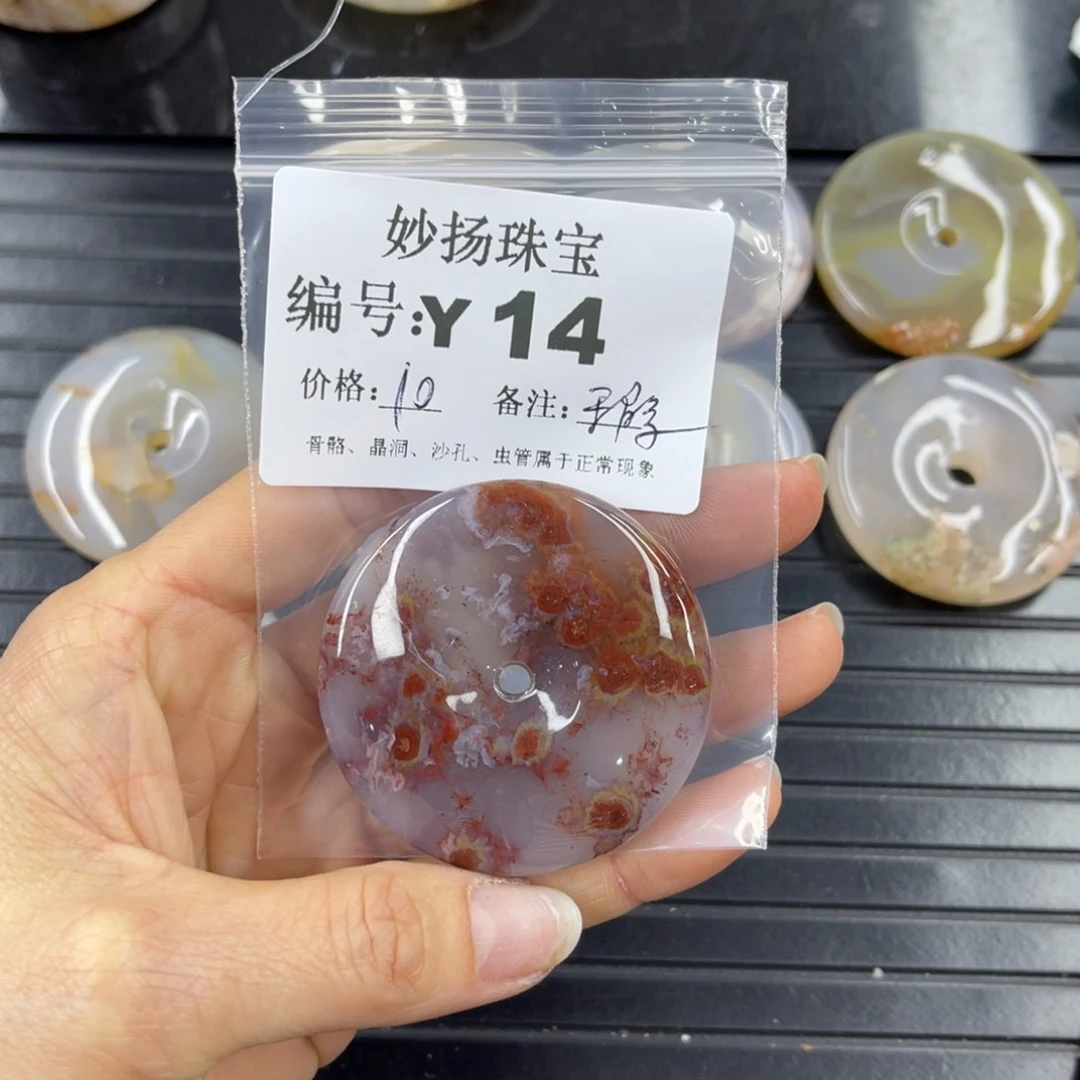 妙扬珠宝
编号:Y 14
价格: 10 备注:
骨骼、晶洞、沙孔、虫管属于正常现象